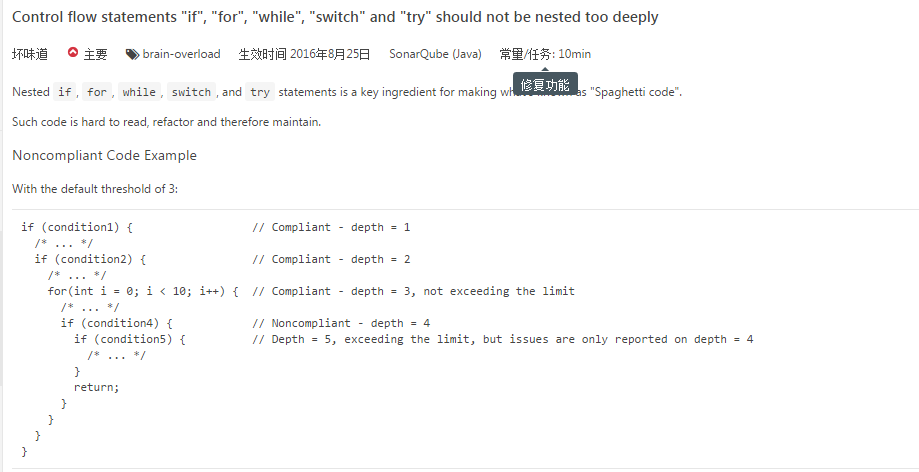 Control flow statements "if", "for", "while", "switch" and "try" should not be nested too deeply
坏味道 主要 brain-overload 生效时间 2016年8月25日 SonarQube (Java) 常量/任务: 10min
修复功能
Nested if, for, while, switch, and try statements is a key ingredient for making as "Spaghetti code".
Such code is hard to read, refactor and therefore maintain.
Noncompliant Code Example
With the default threshold of 3:
if (condition1) { // Compliant - depth = 1
/* ... */
if (condition2) { // Compliant - depth = 2
/* ... */
for(int i = 0; i < 10; i++) { // Compliant - depth = 3, not exceeding the limit
/* ... */
if (condition4) { // Noncompliant - depth = 4
if (condition5) { // Depth = 5, exceeding the limit, but issues are only reported on depth = 4
/* ... */
}
return;
}
}
}
}